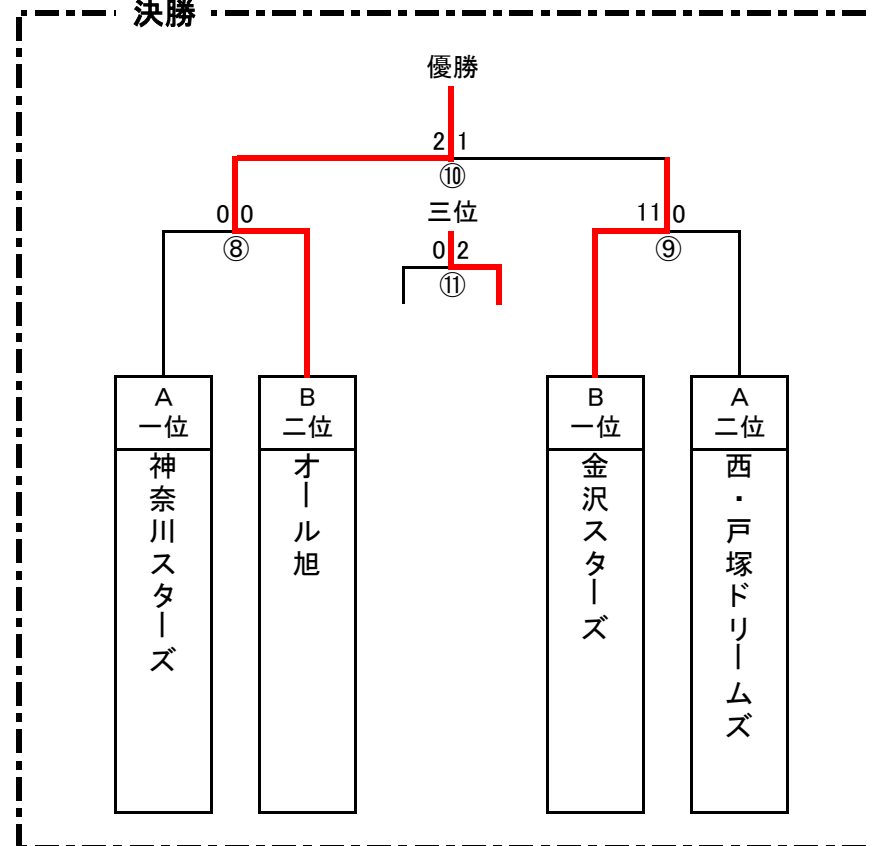 決勝
優勝
2 1
⑩
0 0
⑧
三位
0 2
⑪
11 0
⑨
A
一位
神奈川スターズ
B
二位
オール旭
B
一位
金沢スターズ
A
二位
西・戸塚ドリームズ